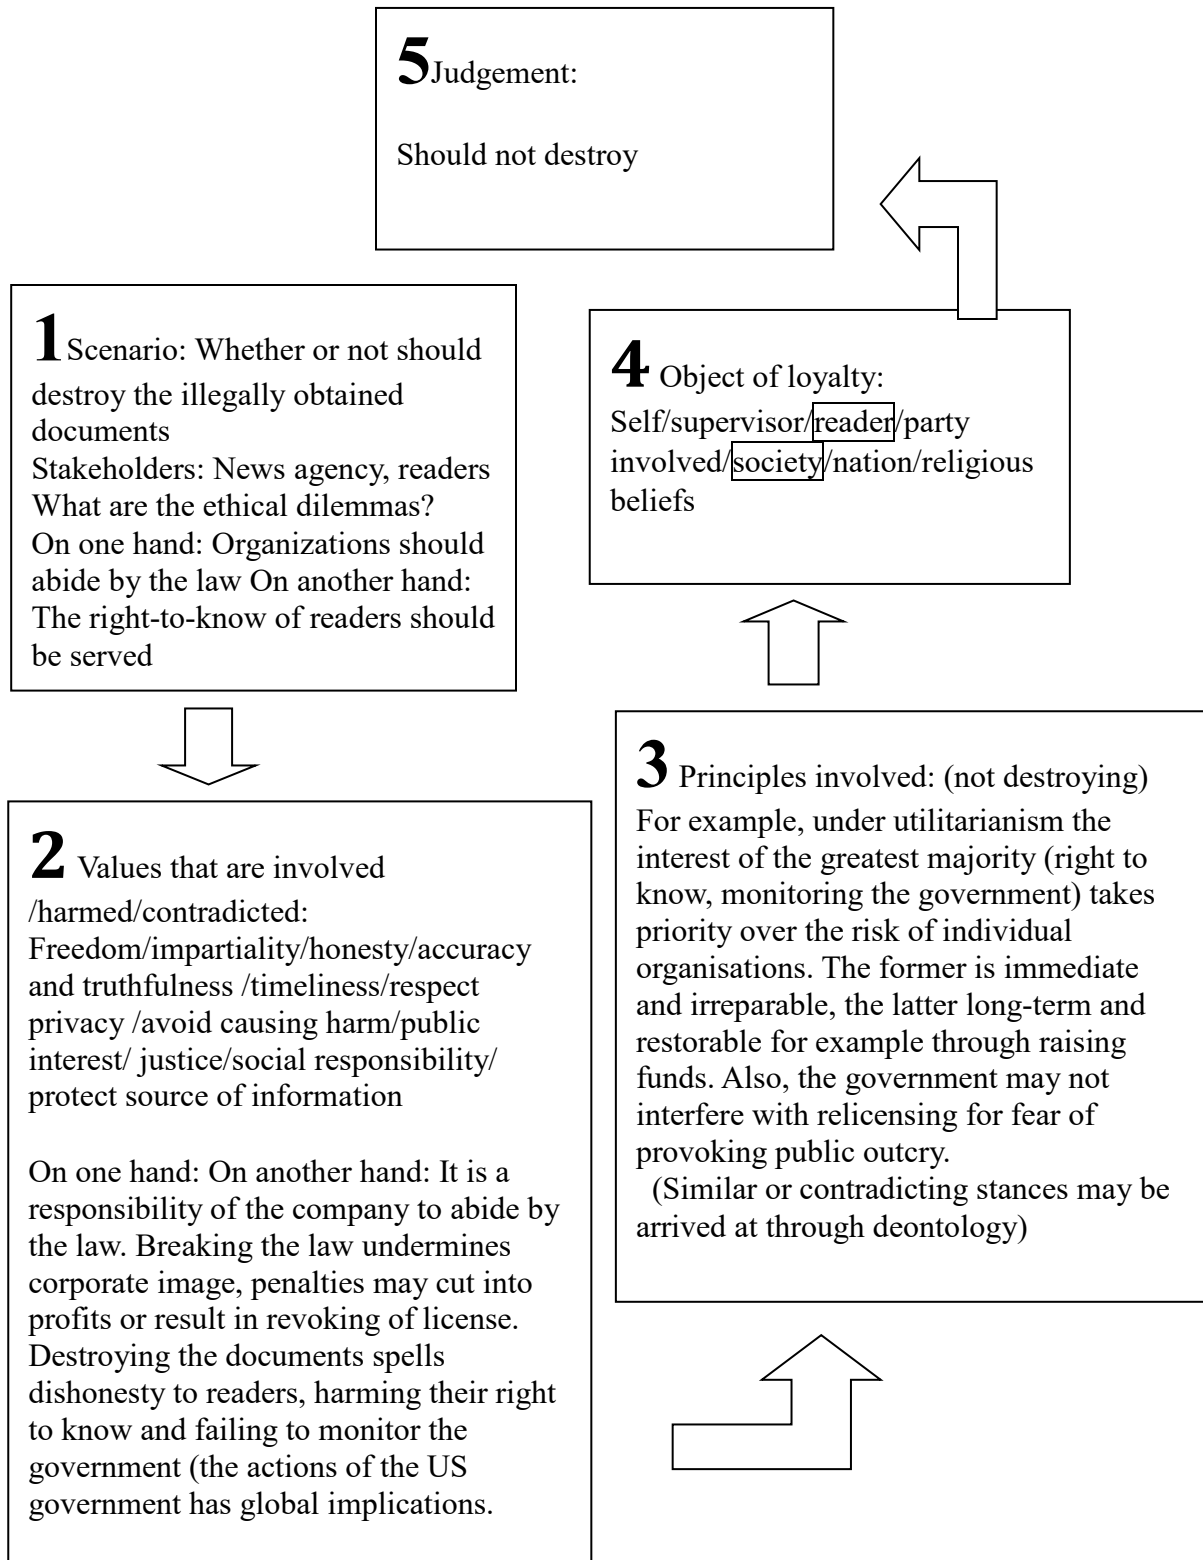 5Judgement:
Should not destroy
1Scenario: Whether or not should
destroy the illegally obtained
documents
Stakeholders: News agency, readers
What are the ethical dilemmas?
On one hand: Organizations should
abide by the law On another hand:
The right-to-know of readers should
be served
4 Object of loyalty:
Self/supervisor/reader/party
involved/society/nation/religious
beliefs
2 Values that are involved
/harmed/contradicted:
Freedom/impartiality/honesty/accuracy
and truthfulness /timeliness/respect
privacy /avoid causing harm/public
interest/ justice/social responsibility/
protect source of information
On one hand: On another hand: It is a
responsibility of the company to abide by
the law. Breaking the law undermines
corporate image, penalties may cut into
profits or result in revoking of license.
Destroying the documents spells
dishonesty to readers, harming their right
to know and failing to monitor the
government (the actions of the US
government has global implications.
3 Principles involved: (not destroying)
For example, under utilitarianism the
interest of the greatest majority (right to
know, monitoring the government) takes
priority over the risk of individual
organisations. The former is immediate
and irreparable, the latter long-term and
restorable for example through raising
funds. Also, the government may not
interfere with relicensing for fear of
provoking public outcry.
(Similar or contradicting stances may be
arrived at through deontology)